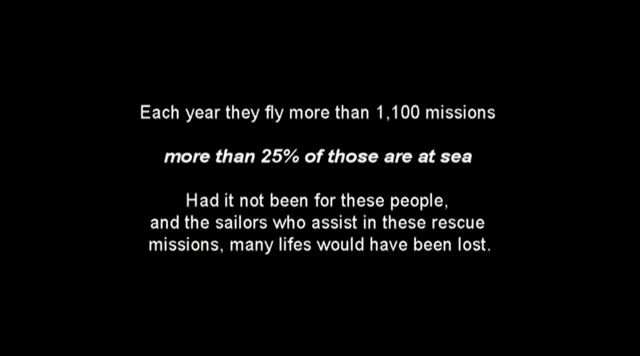 Each year they fly more than 1,100 missions
more than 25% of those are at sea
Had it not been for these people,
and the sailors who assist in these rescue
missions, many lifes would have been lost.